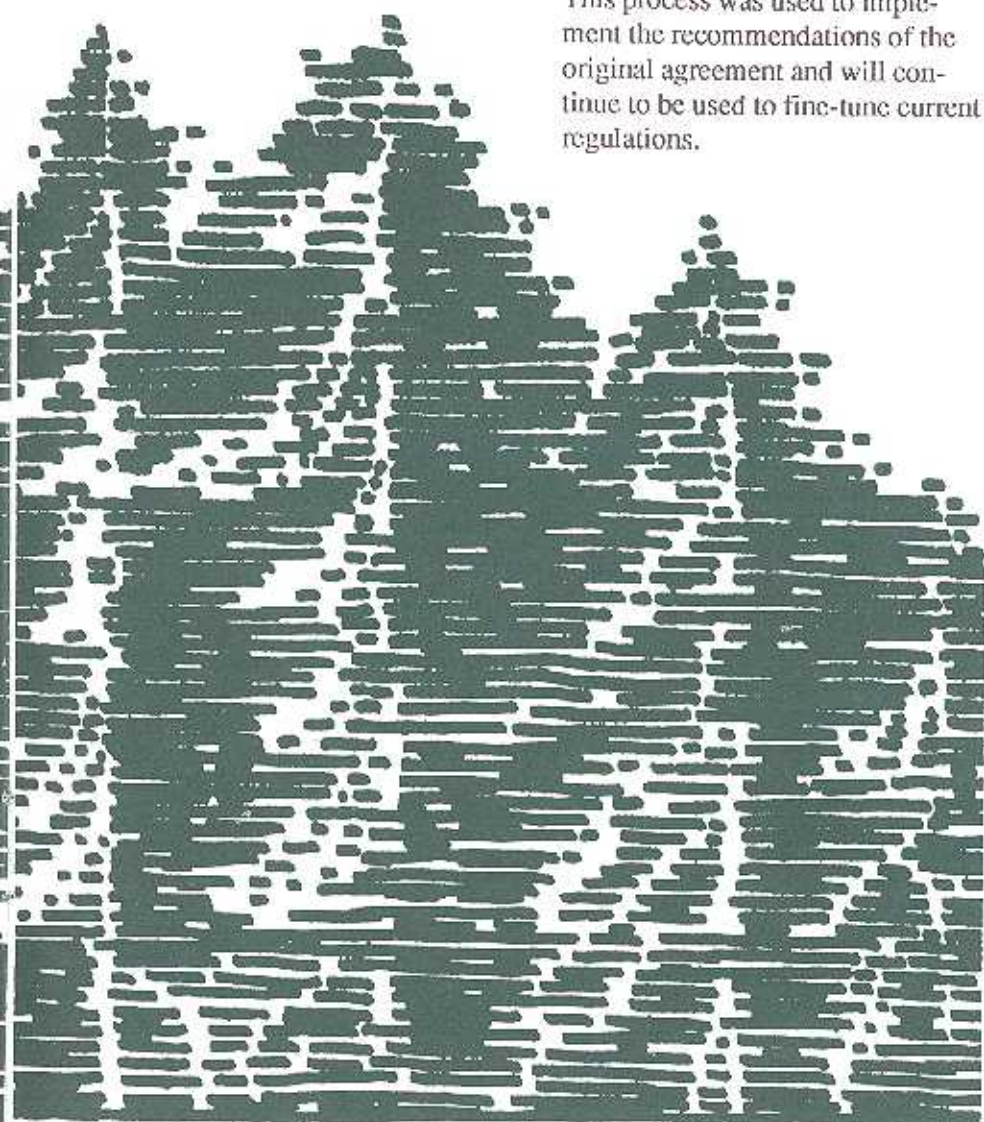 This process was used to imple-
ment the recommendations of the
original agreement and will con-
tinue to be used to fine-tune current
regulations.